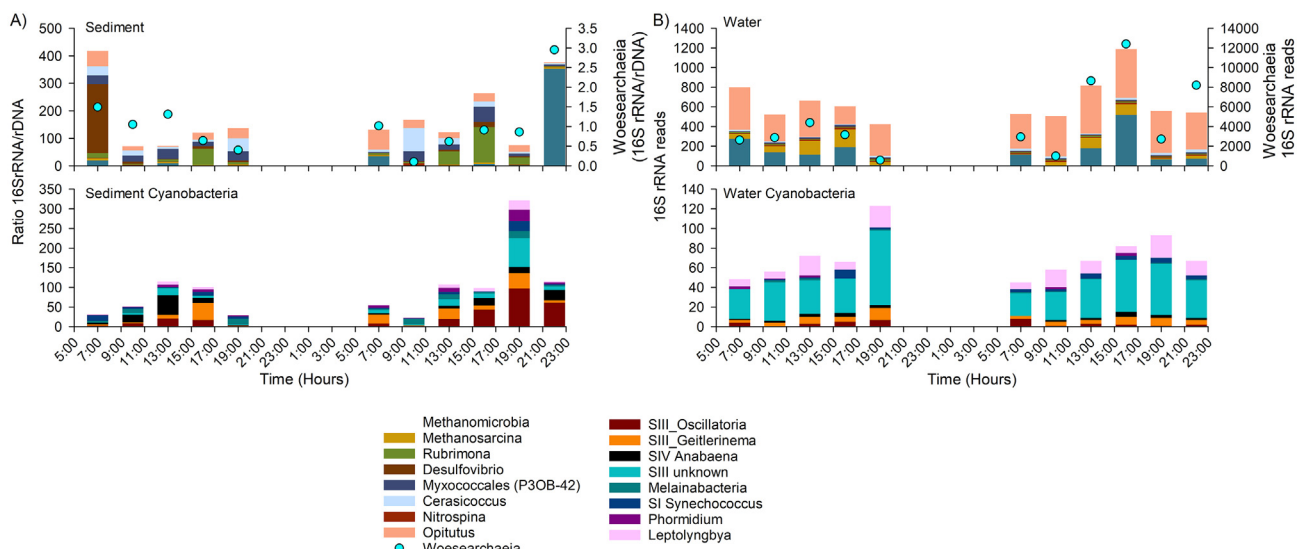 A)
Sediment
500
400
300
200
100
0
3.5
3.0
2.5
2.0
1.5
1.0
0.5
0.0
Woesearchaeia
(16S rRNA/rDNA)
Ratio 16SrRNA/rDNA
Sediment Cyanobacteria
350
300
250
200
150
100
50
0
5:00 7:00 9:00 11:00 13:00 15:00 17:00 19:00 21:00 23:00 1:00 3:00 5:00 7:00 9:00 11:00 13:00 15:00 17:00 19:00 21:00 23:00
Time (Hours)
B)
Water
1400
1200
1000
800
600
400
200
0
14000
12000
10000
8000
6000
4000
2000
0
Woesearchaeia
16S rRNA reads
16S rRNA reads
Water Cyanobacteria
140
120
100
80
60
40
20
0
5:00 7:00 9:00 11:00 13:00 15:00 17:00 19:00 21:00 23:00 1:00 3:00 5:00 7:00 9:00 11:00 13:00 15:00 17:00 19:00 21:00 23:00
Time (Hours)
Methanomicrobia
Methanosarcina
Rubrimona
Desulfovibrio
Myxococcales (P3OB-42)
Cerasicoccus
Nitrospina
Opitutus
Woesearchaeia
SIII_Oscillatoria
SIII_Geitlerinema
SIV Anabaena
SIII unknown
Melainabacteria
SI Synechococcus
Phormidium
Leptolyngbya